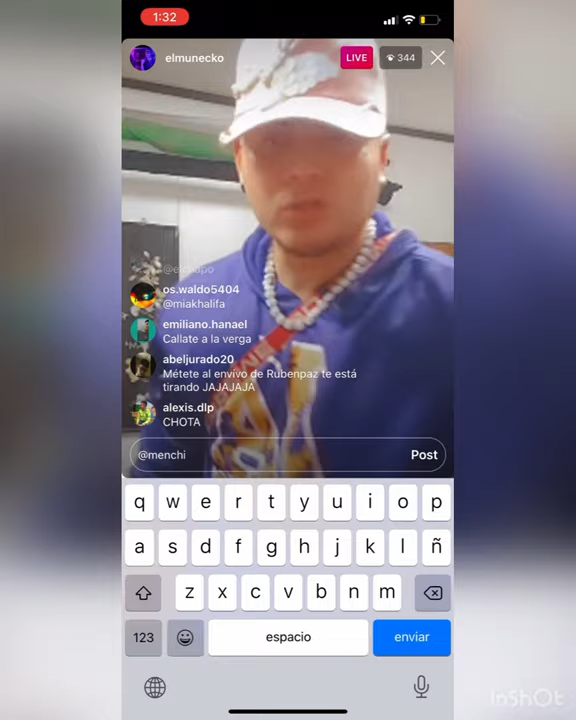 1:32
elmunecko
LIVE
344
os.waldo5404
@miakhalifa
emiliano.hanael
Callate a la verga
abeljurado20
Métete al envívo de Rubenpaz te está
tirando JAJAJAJA
alexis.dlp
CHOTA
@menchi
Post
q w e r t y u i o p
a s d f g h j k l ñ
z x c v b n m
123
espacio
enviar
InShOt